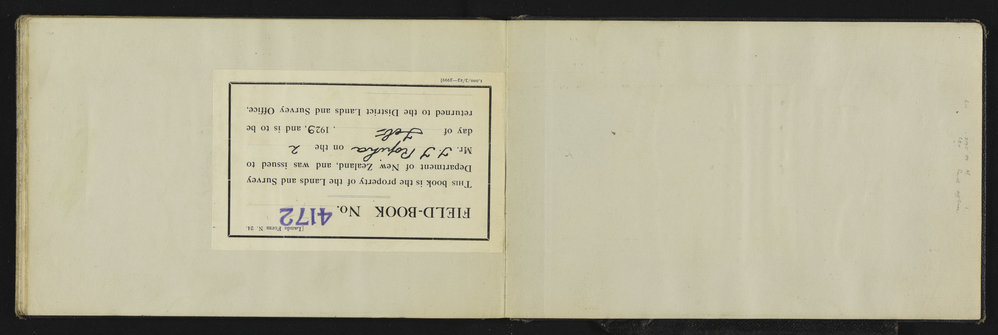 [Lands Form N. 24.
FIELD-BOOK No. 4172
This book is the property of the Lands and Survey
Department of New Zealand, and was issued to
Mr. on the 2
day of Feb. 1929, and is to be
returned to the District Lands and Survey Office,